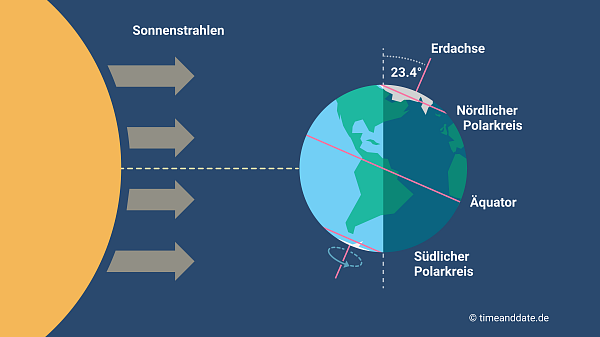 Sonnenstrahlen
Erdachse
23.4°
Nördlicher
Polarkreis
Äquator
Südlicher
Polarkreis
© timeanddate.de